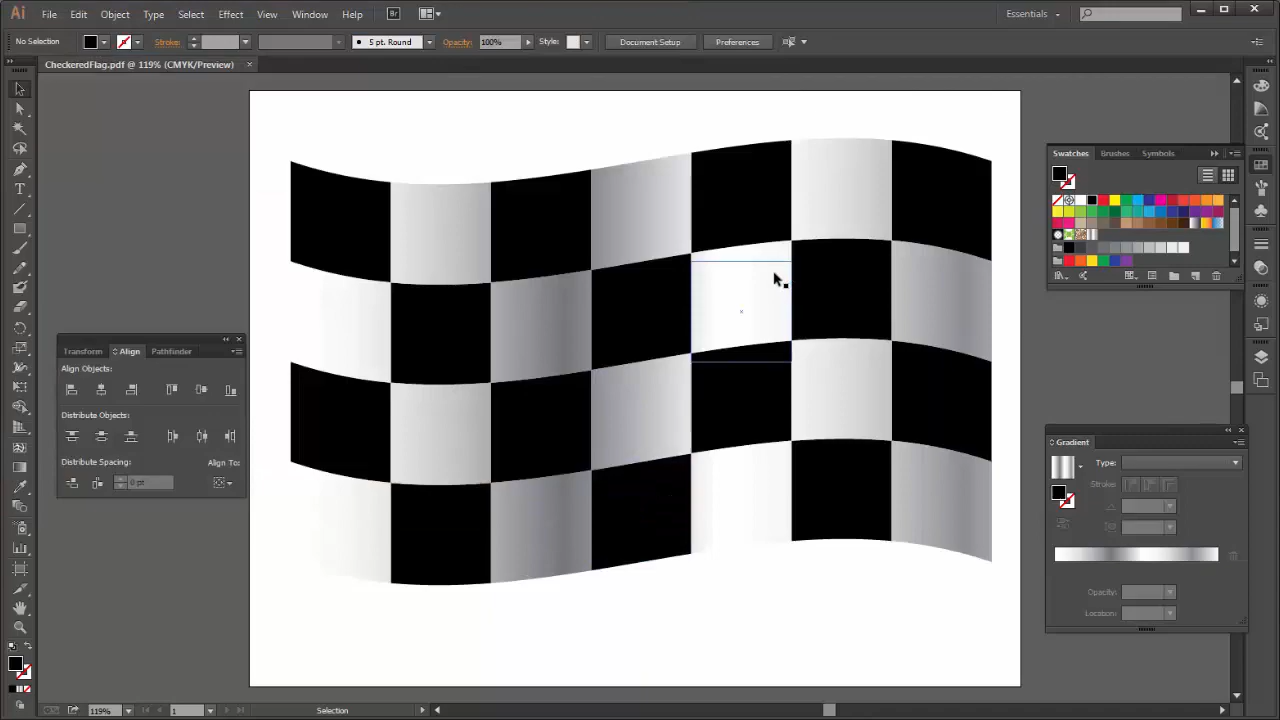 Ai File Edit Object Type Select Effect View Window Help Br Essentials
No Selection Stroke: 5 pt. Round Opacity: 100% Style: Document Setup Preferences
CheckeredFlag.pdf @ 119% (CMYK/Preview)
Swatches Brushes Symbols
Transform Align Pathfinder
Align Objects:
Distribute Objects:
Distribute Spacing: Align To:
0 pt
Gradient
Type:
Stroke:
Opacity:
Location:
119% 1 Selection